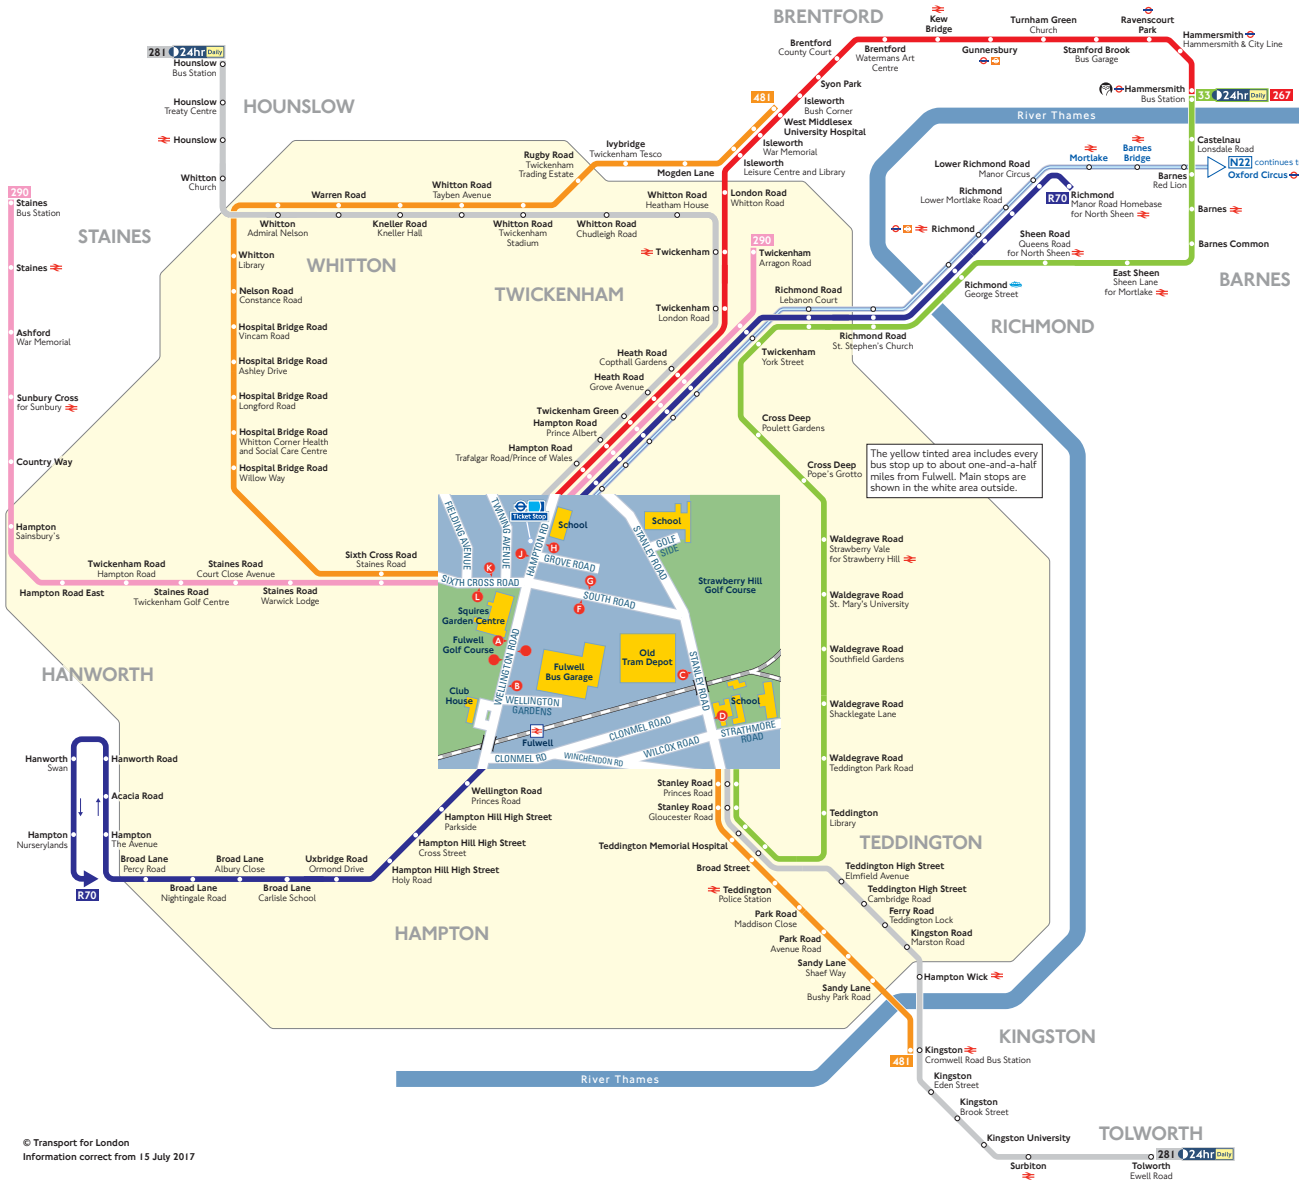 BRENTFORD
Kew
Bridge
Turnham Green
Church
Ravenscourt
Park
Hammersmith
Hammersmith & City Line
Brentford
County Court
Brentford
Watermans Art
Centre
Gunnersbury
Stamford Brook
Bus Garage
281 24hr Daily
Hounslow
Bus Station
Hounslow
Treaty Centre
Hounslow
Whitton
Church
HOUNSLOW
Syon Park
481
Isleworth
Bush Corner
West Middlesex
University Hospital
Isleworth
War Memorial
Isleworth
Leisure Centre and Library
Hammersmith
Bus Station
33 24hr Daily 267
River Thames
Castelnau
Lonsdale Road
Mortlake
Barnes
Bridge
N22 continues t
Oxford Circus
Barnes
Red Lion
Barnes
Barnes Common
BARNES
Lower Richmond Road
Manor Circus
Richmond
Lower Mortlake Road
R70
Richmond
Manor Road Homebase
for North Sheen
Richmond
Sheen Road
Queens Road
for North Sheen
East Sheen
Sheen Lane
for Mortlake
Richmond
George Street
RICHMOND
Ivybridge
Twickenham Tesco
Rugby Road
Twickenham
Trading Estate
Mogden Lane
Whitton Road
Tayben Avenue
Warren Road
Whitton Road
Heatham House
London Road
Whitton Road
Whitton
Admiral Nelson
Kneller Road
Kneller Hall
Whitton Road
Twickenham
Stadium
Whitton Road
Chudleigh Road
290
Staines
Bus Station
STAINES
Staines
Ashford
War Memorial
Sunbury Cross
for Sunbury
Country Way
Hampton
Sainsbury's
WHITTON
Whitton
Library
Nelson Road
Constance Road
Hospital Bridge Road
Vincam Road
Hospital Bridge Road
Ashley Drive
Hospital Bridge Road
Longford Road
Hospital Bridge Road
Whitton Corner Health
and Social Care Centre
Hospital Bridge Road
Willow Way
TWICKENHAM
Twickenham
290
Twickenham
Arragon Road
Twickenham
London Road
Richmond Road
Lebanon Court
Richmond Road
St. Stephen's Church
Twickenham
York Street
Heath Road
Copthall Gardens
Heath Road
Grove Avenue
Twickenham Green
Hampton Road
Prince Albert
Hampton Road
Trafalgar Road/Prince of Wales
Cross Deep
Poulett Gardens
Cross Deep
Pope's Grotto
The yellow tinted area includes every
bus stop up to about one-and-a-half
miles from Fulwell. Main stops are
shown in the white area outside.
Waldegrave Road
Strawberry Vale
for Strawberry Hill
Waldegrave Road
St. Mary's University
Waldegrave Road
Southfield Gardens
Waldegrave Road
Shacklegate Lane
Waldegrave Road
Teddington Park Road
Teddington
Library
Sixth Cross Road
Staines Road
Twickenham Road
Hampton Road
Staines Road
Court Close Avenue
Hampton Road East
Staines Road
Twickenham Golf Centre
Staines Road
Warwick Lodge
FIELDING AVENUE
TWINING AVENUE
Ticket Stop
HAMPTON RD
School
School
GOLF
SIDE
STANLEY ROAD
J
H
GROVE ROAD
K
SIXTH CROSS ROAD
G
SOUTH ROAD
L
F
Strawberry Hill
Golf Course
Squires
Garden Centre
A
Fulwell
Golf Course
WELLINGTON ROAD
Fulwell
Bus Garage
Old
Tram Depot
C
STANLEY ROAD
B
Club
House
WELLINGTON
GARDENS
School
D
Fulwell
CLONMEL ROAD
STRATHMORE
ROAD
CLONMEL RD
WINCHENDON RD
WILCOX ROAD
HANWORTH
Hanworth
Swan
Hanworth Road
Acacia Road
Hampton
Nurserylands
Hampton
The Avenue
R70
Broad Lane
Percy Road
Broad Lane
Nightingale Road
Broad Lane
Albury Close
Broad Lane
Carlisle School
Uxbridge Road
Ormond Drive
Wellington Road
Princes Road
Hampton Hill High Street
Parkside
Hampton Hill High Street
Cross Street
Hampton Hill High Street
Holy Road
HAMPTON
Stanley Road
Princes Road
Stanley Road
Gloucester Road
Teddington Memorial Hospital
Broad Street
Teddington
Police Station
Park Road
Maddison Close
Park Road
Avenue Road
Sandy Lane
Shaef Way
Sandy Lane
Bushy Park Road
TEDDINGTON
Teddington High Street
Elmfield Avenue
Teddington High Street
Cambridge Road
Ferry Road
Teddington Lock
Kingston Road
Marston Road
Hampton Wick
KINGSTON
481
Kingston
Cromwell Road Bus Station
Kingston
Eden Street
Kingston
Brook Street
Kingston University
Surbiton
TOLWORTH
281 24hr Daily
Tolworth
Ewell Road
River Thames
© Transport for London
Information correct from 15 July 2017